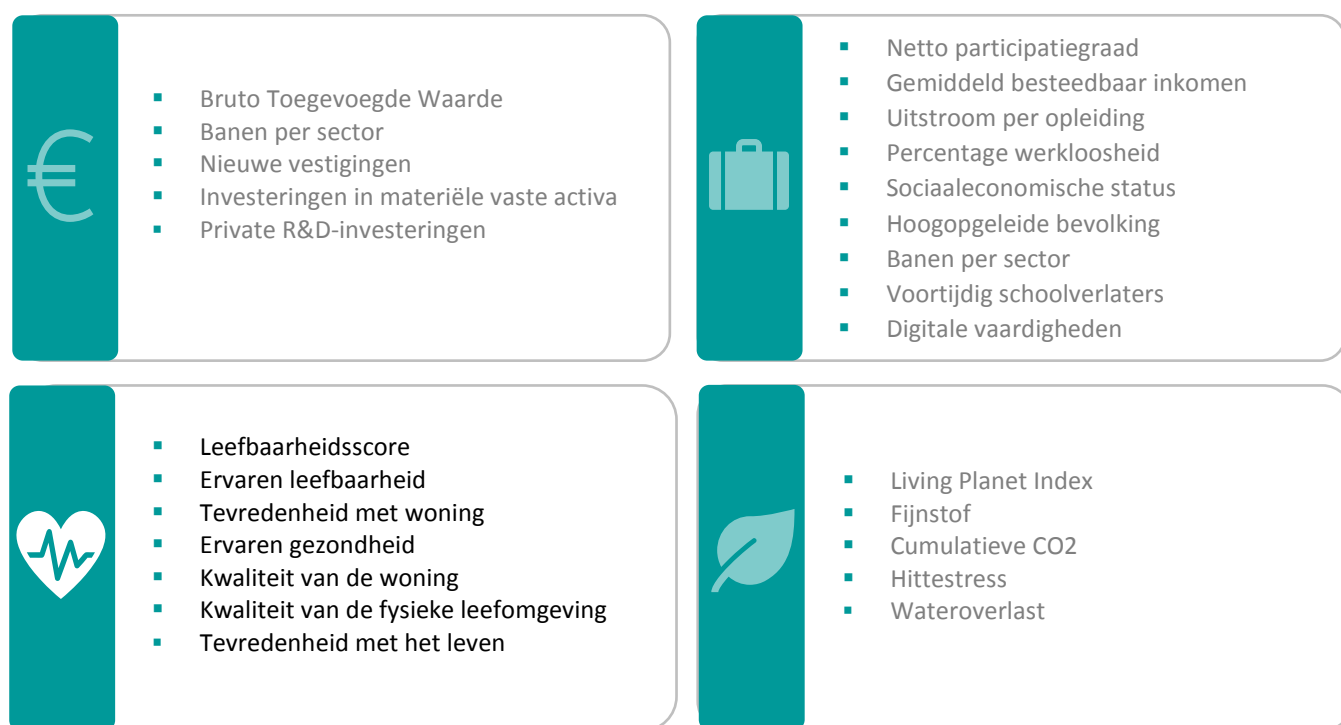 €
▪ Bruto Toegevoegde Waarde
▪ Banen per sector
▪ Nieuwe vestigingen
▪ Investeringen in materiële vaste activa
▪ Private R&D-investeringen
▪ Netto participatiegraad
▪ Gemiddeld besteedbaar inkomen
▪ Uitstroom per opleiding
▪ Percentage werkloosheid
▪ Sociaaleconomische status
▪ Hoogopgeleide bevolking
▪ Banen per sector
▪ Voortijdig schoolverlaters
▪ Digitale vaardigheden
▪ Leefbaarheidsscore
▪ Ervaren leefbaarheid
▪ Tevredenheid met woning
▪ Ervaren gezondheid
▪ Kwaliteit van de woning
▪ Kwaliteit van de fysieke leefomgeving
▪ Tevredenheid met het leven
▪ Living Planet Index
▪ Fijnstof
▪ Cumulatieve CO2
▪ Hittestress
▪ Wateroverlast